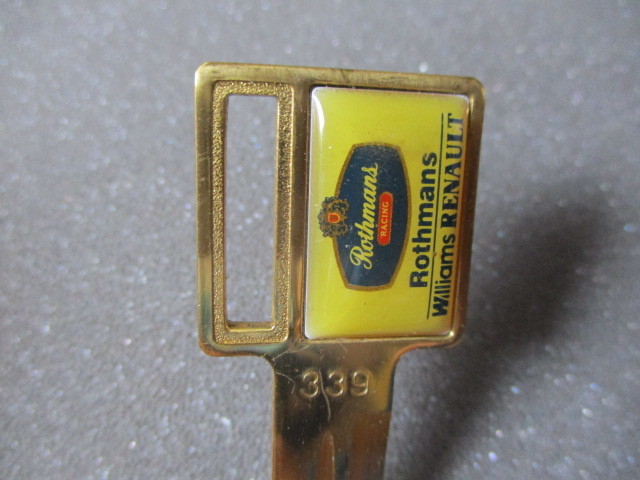 Rothmans
RACING
Rothmans
Williams RENAULT
339